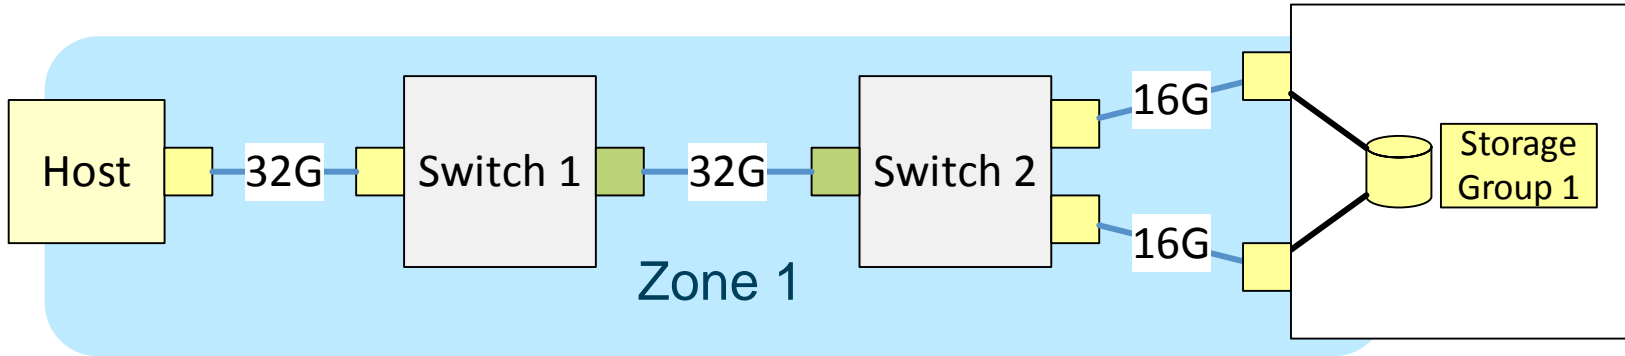 Host
32G
Switch 1
32G
Switch 2
16G
16G
Storage
Group 1
Zone 1